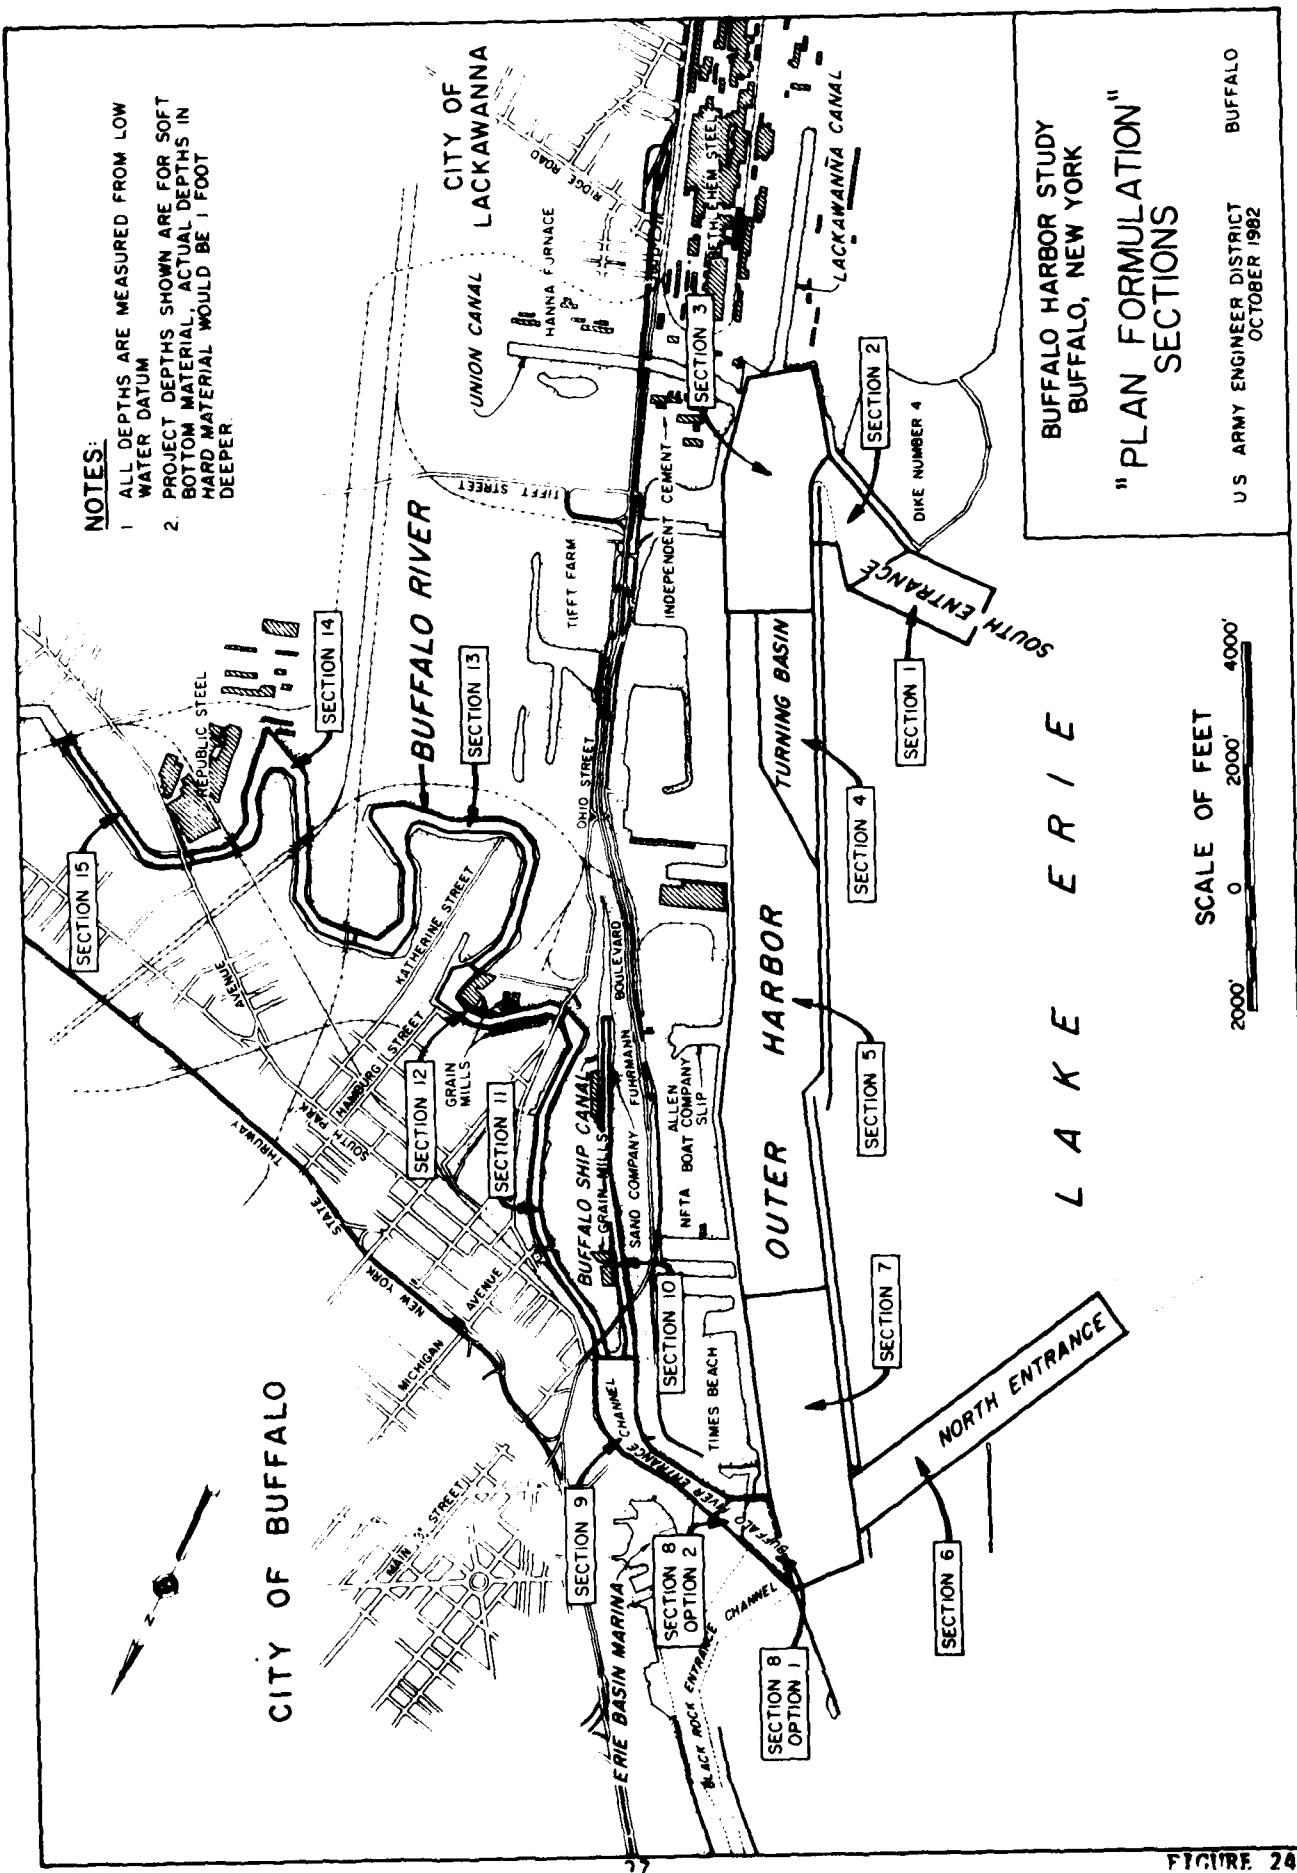 NOTES:
1 ALL DEPTHS ARE MEASURED FROM LOW
WATER DATUM
2. PROJECT DEPTHS SHOWN ARE FOR SOFT
BOTTOM MATERIAL, ACTUAL DEPTHS IN
HARD MATERIAL WOULD BE 1 FOOT
DEEPER
CITY OF
LACKAWANNA
RIDGE ROAD
UNION CANAL
HANNA FURNACE
BETHLEHEM STEEL
LACKAWANNA CANAL
SECTION 3
SECTION 2
DIKE NUMBER 4
SOUTH ENTRANCE
SECTION 1
TIFFT STREET
TIFFT FARM
INDEPENDENT CEMENT
TURNING BASIN
SECTION 4
BUFFALO RIVER
SECTION 13
SECTION 14
REPUBLIC STEEL
SECTION 15
OHIO STREET
KATHERINE STREET
AVENUE
SOUTH PARK
HAMBURG STREET
SECTION 12
GRAIN
MILLS
SECTION 11
BUFFALO SHIP CANAL
GRAIN MILLS
SAND COMPANY
FUHRMANN
BOULEVARD
ALLEN
NFTA BOAT COMPANY
SLIP
OUTER HARBOR
SECTION 5
SECTION 7
SECTION 10
TIMES BEACH
NEW YORK
STATE
THRUWAY
MICHIGAN
AVENUE
MAIN STREET
CITY OF BUFFALO
N
SECTION 9
BUFFALO RIVER ENTRANCE CHANNEL
SECTION 8
OPTION 2
ERIE BASIN MARINA
BLACK ROCK ENTRANCE CHANNEL
SECTION 8
OPTION 1
SECTION 6
NORTH ENTRANCE
LAKE ERIE
SCALE OF FEET
2000' 0 2000' 4000'
BUFFALO HARBOR STUDY
BUFFALO, NEW YORK
"PLAN FORMULATION"
SECTIONS
US ARMY ENGINEER DISTRICT BUFFALO
OCTOBER 1982
FIGURE 24